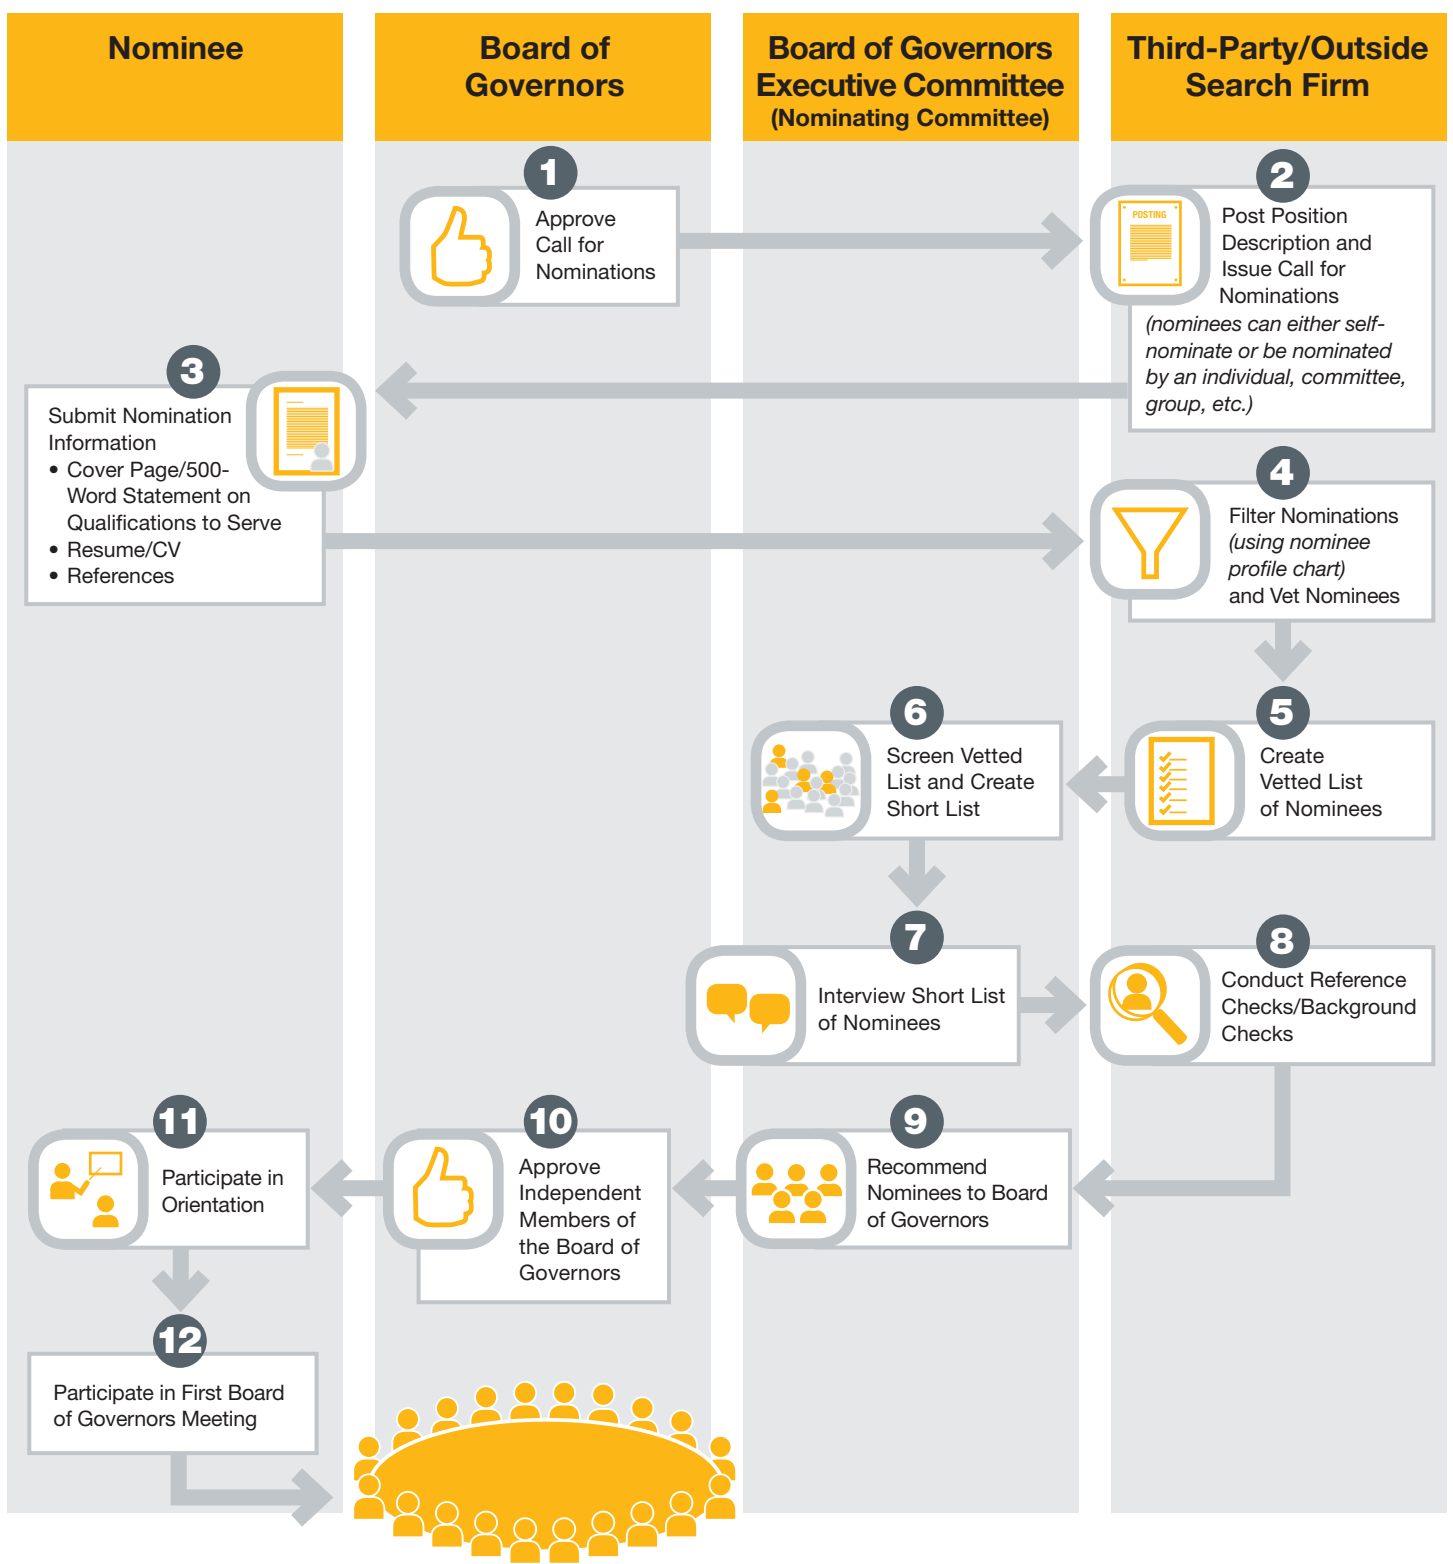 Nominee
Board of
Governors
Board of Governors
Executive Committee
(Nominating Committee)
Third-Party/Outside
Search Firm
1
Approve
Call for
Nominations
2
POSTING
Post Position
Description and
Issue Call for
Nominations
(nominees can either self-
nominate or be nominated
by an individual, committee,
group, etc.)
3
Submit Nomination
Information
• Cover Page/500-
Word Statement on
Qualifications to Serve
• Resume/CV
• References
4
Filter Nominations
(using nominee
profile chart)
and Vet Nominees
5
Create
Vetted List
of Nominees
6
Screen Vetted
List and Create
Short List
7
Interview Short List
of Nominees
8
Conduct Reference
Checks/Background
Checks
9
Recommend
Nominees to Board
of Governors
10
Approve
Independent
Members of
the Board of
Governors
11
Participate in
Orientation
12
Participate in First Board
of Governors Meeting